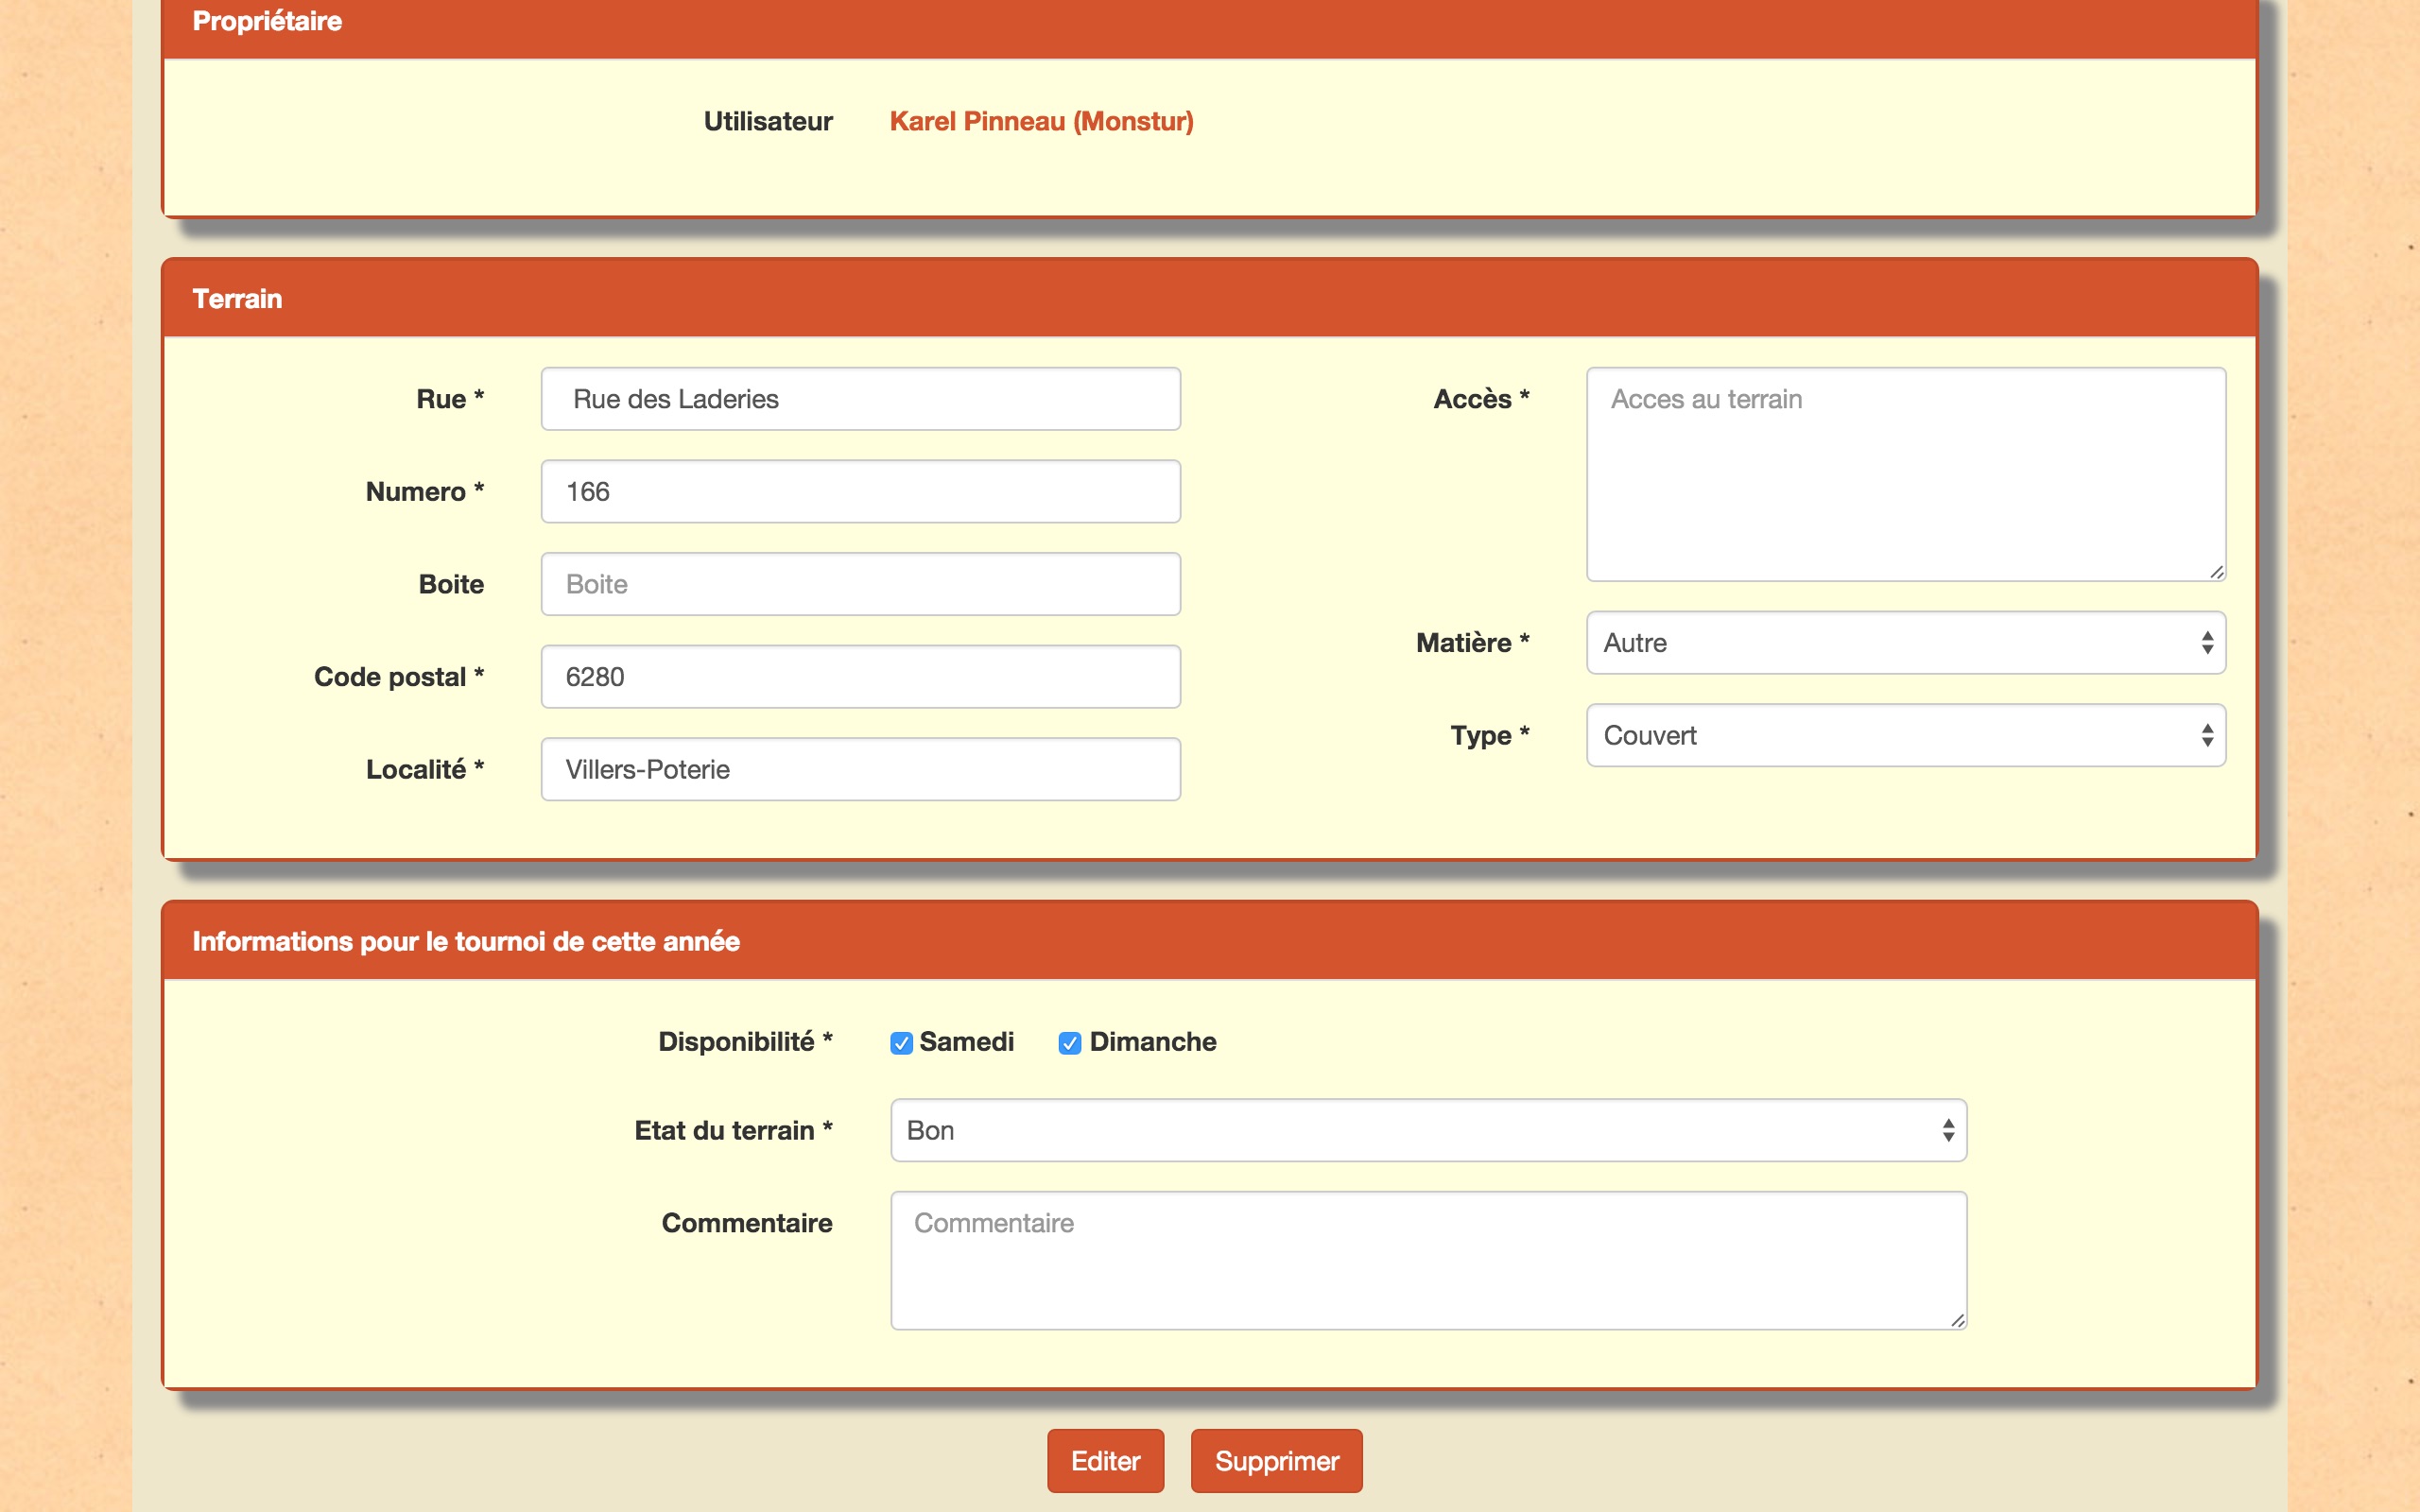 Propriétaire
Utilisateur Karel Pinneau (Monstur)
Terrain
Rue * Rue des Laderies
Numero * 166
Boite Boite
Code postal * 6280
Localité * Villers-Poterie
Accès * Acces au terrain
Matière * Autre
Type * Couvert
Informations pour le tournoi de cette année
Disponibilité * Samedi Dimanche
Etat du terrain * Bon
Commentaire Commentaire
Editer Supprimer